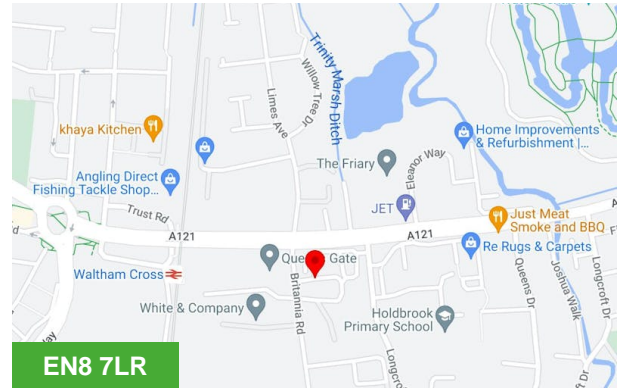 Trinity Marsh Ditch
Willow Tree Dr
Limes Ave
khaya Kitchen
Home Improvements
& Refurbishment |...
The Friary
Eleanor Way
Angling Direct
Fishing Tackle Shop...
JET
Trust Rd
Just Meat
Smoke and BBQ
A121
A121
A
Re Rugs & Carpets
Waltham Cross
Britannia Rd
Queens Dr
Joshua Walk
Longcroft Dr
White & Company
Holdbrook
Primary School
Longcrof
Way
EN8 7LR